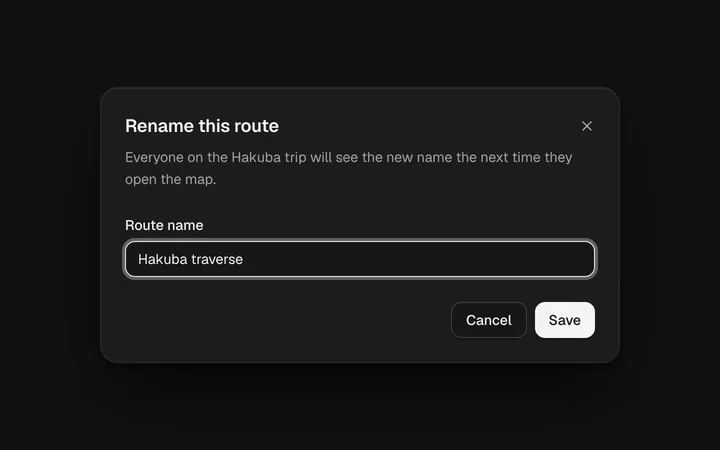 Rename this route
Everyone on the Hakuba trip will see the new name the next time they
open the map.
Route name
Hakuba traverse
Cancel
Save